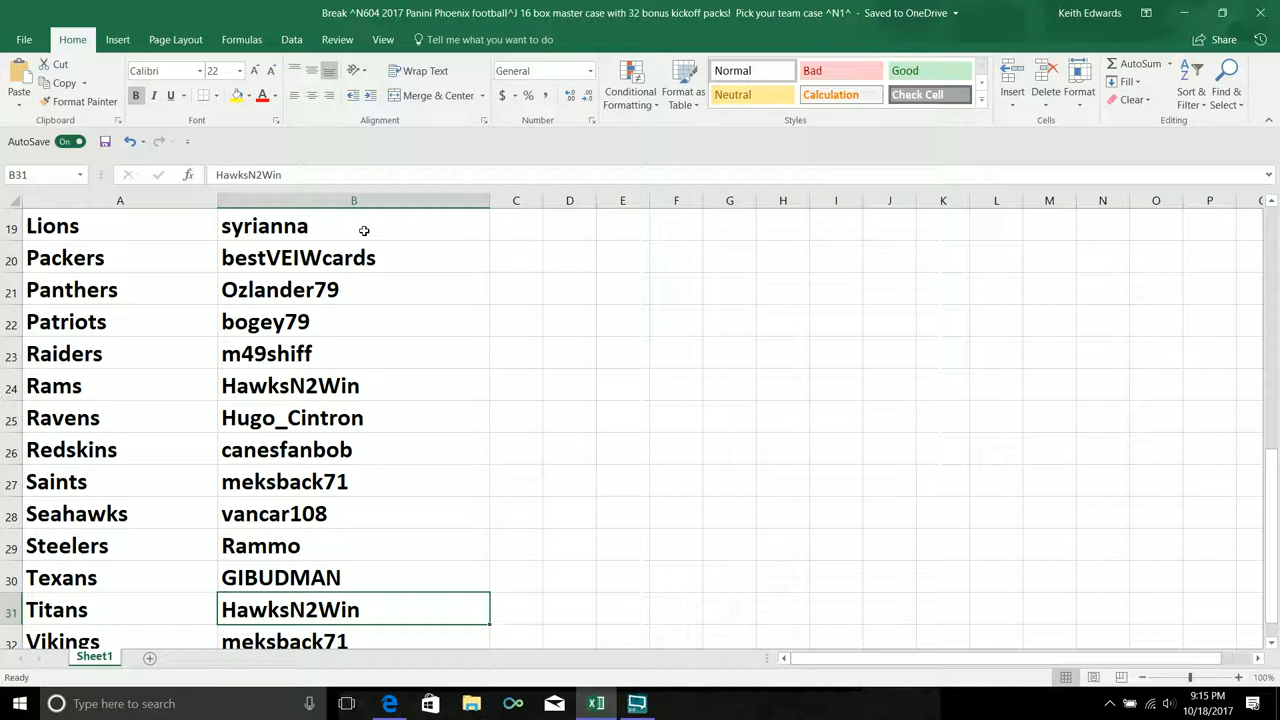 Break ^N604 2017 Panini Phoenix football^J 16 box master case with 32 bonus kickoff packs!  Pick your team case ^N1^  -  Saved to OneDrive
Keith Edwards
File Home Insert Page Layout Formulas Data Review View Tell me what you want to do Share
Paste Cut Copy Format Painter Clipboard
Calibri 22 A A B I U A Font
Wrap Text Merge & Center Alignment
General $ % , Number
Conditional Formatting Format as Table
Normal Bad Good
Neutral Calculation Check Cell
Styles
Insert Delete Format Cells
AutoSum Fill Clear Sort & Filter Find & Select Editing
AutoSave On
B31 fx HawksN2Win
A B C D E F G H I J K L M N O P
19 Lions syrianna
20 Packers bestVEIWcards
21 Panthers Ozlander79
22 Patriots bogey79
23 Raiders m49shiff
24 Rams HawksN2Win
25 Ravens Hugo_Cintron
26 Redskins canesfanbob
27 Saints meksback71
28 Seahawks vancar108
29 Steelers Rammo
30 Texans GIBUDMAN
31 Titans HawksN2Win
32 Vikings meksback71
Sheet1
Ready 100%
Type here to search
9:15 PM
10/18/2017